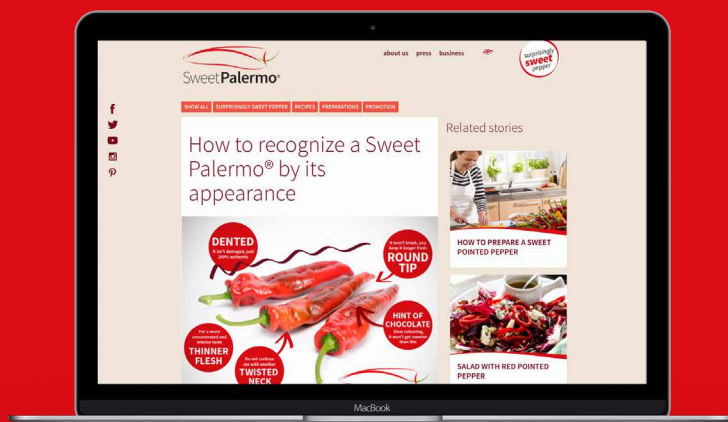 about us press business
surprisingly
sweet
pepper
SweetPalermo®
SHOW ALL SURPRISINGLY SWEET PEPPER RECIPES PREPARATIONS PROMOTION
How to recognize a Sweet
Palermo® by its
appearance
DENTED
It isn't damaged, just
100% authentic
It won't break, you
keep it longer fresh
ROUND
TIP
HINT OF
CHOCOLATE
Slow colouring,
it won't get sweeter
than this
For a more
concentrated and
intense taste
THINNER
FLESH
Do not confuse
me with another
TWISTED
NECK
Related stories
HOW TO PREPARE A SWEET
POINTED PEPPER
SALAD WITH RED POINTED
PEPPER
MacBook